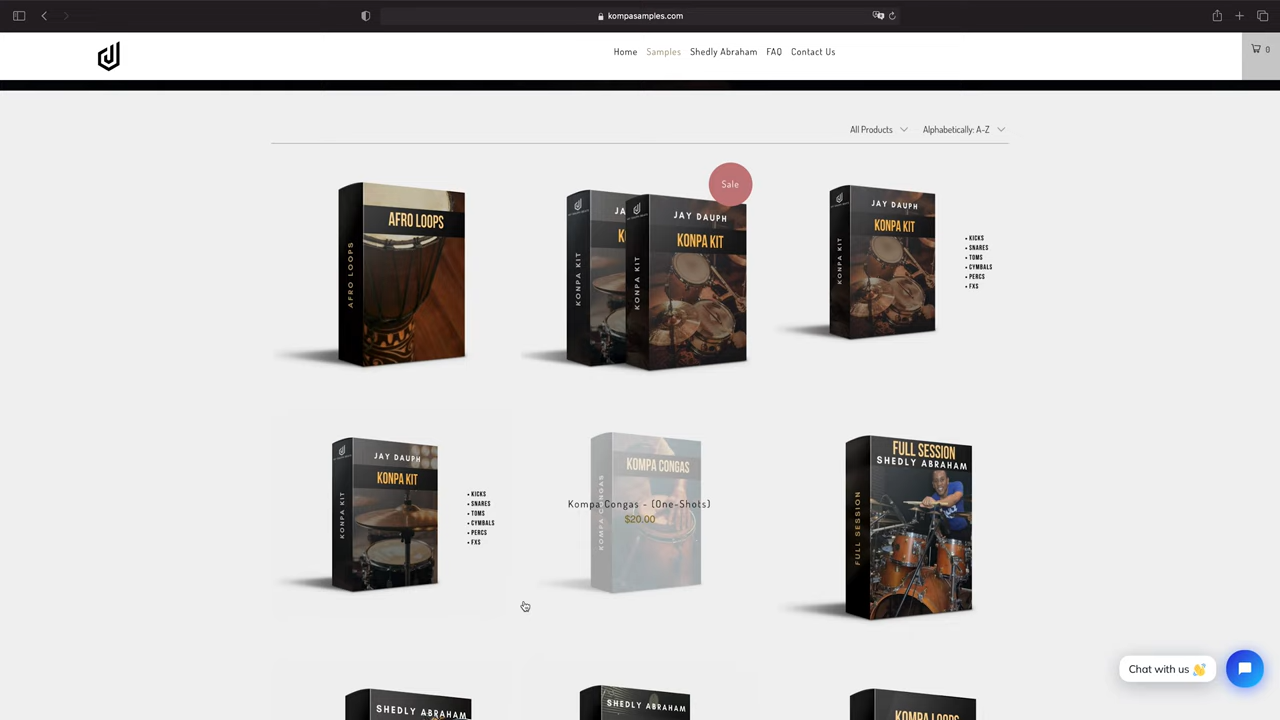 kompasamples.com
Home Samples Shedly Abraham FAQ Contact Us
0
All Products Alphabetically: A-Z
AFRO LOOPS
AFRO LOOPS
Sale
JAY DAUPH
KONPA KIT
KONPA KIT
KONPA KIT
JAY DAUPH
KONPA KIT
KONPA KIT
• KICKS
• SNARES
• TOMS
• CYMBALS
• PERCS
• FXS
JAY DAUPH
KONPA KIT
KONPA KIT
• KICKS
• SNARES
• TOMS
• CYMBALS
• PERCS
• FXS
KOMPA CONGAS
KOMPA CONGAS
Kompa Congas - (One-Shots)
$20.00
FULL SESSION
SHEDLY ABRAHAM
FULL SESSION
Chat with us 👋
SHEDLY ABRAHAM
SHEDLY ABRAHAM
KOMPA LOOPS